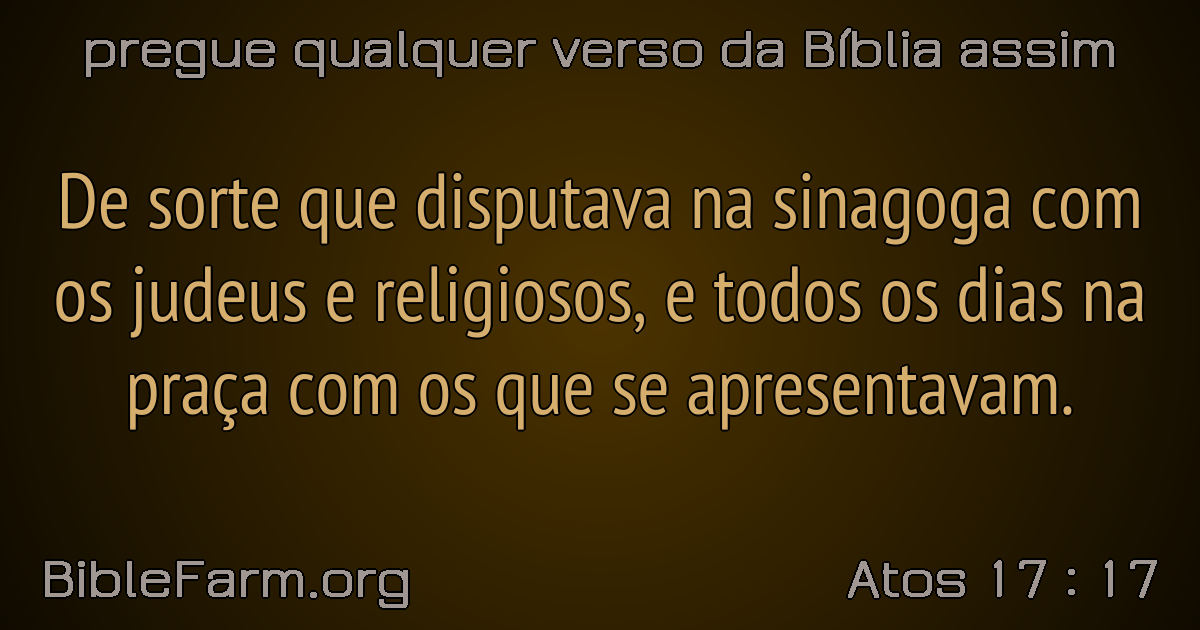 pregue qualquer verso da Bíblia assim
De sorte que disputava na sinagoga com
os judeus e religiosos, e todos os dias na
praça com os que se apresentavam.
BibleFarm.org
Atos 17 : 17